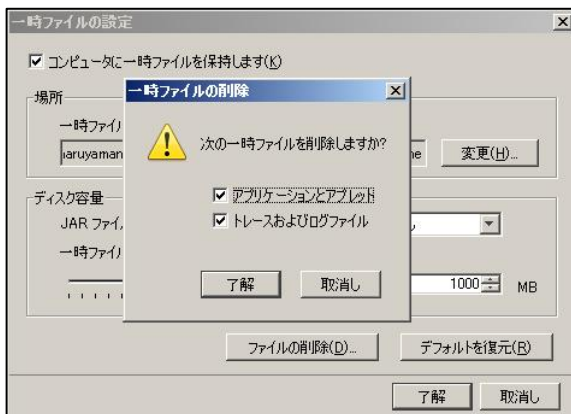 一時ファイルの設定
コンピュータに一時ファイルを保持します(K)
場所
一時ファイル
変更(H)...
ディスク容量
JAR ファイ
一時ファイル
1000
MB
ファイルの削除(D)...
デフォルトを復元(R)
了解
取消し
一時ファイルの削除
次の一時ファイルを削除しますか?
アプリケーションとアプレット
トレースおよびログファイル
了解
取消し